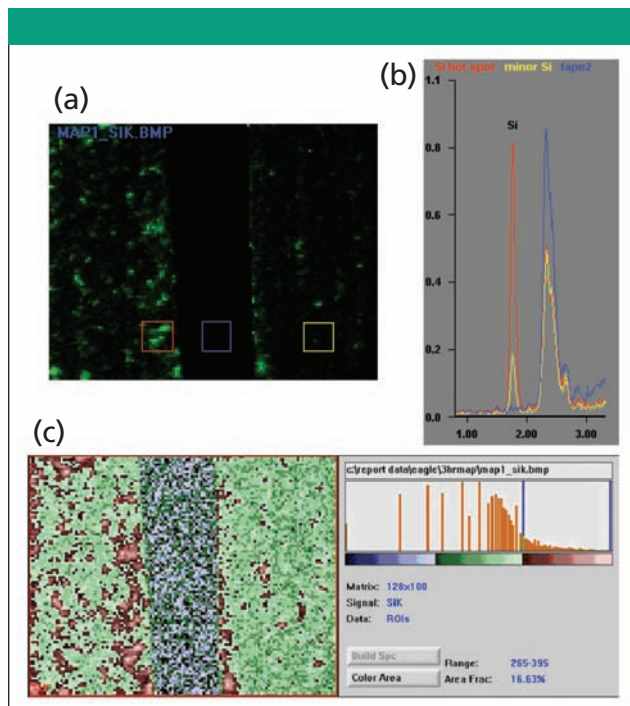 (a)
MAP1_SIK.BMP
(b)
Si hot spot minor Si tape2
1.1
Si
0.8
0.6
0.4
0.2
0.0
1.00 2.00 3.00
(c)
c:\report data\eagle\3hrmap\map1_sik.bmp
Matrix: 128x100
Signal: SiK
Data: ROIs
Build Spc
Color Area
Range: 265-395
Area Frac: 16.63%